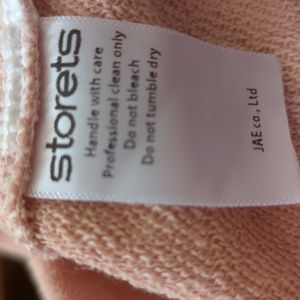 storets
Handle with care
Professional clean only
Do not bleach
Do not tumble dry
JAE co., Ltd